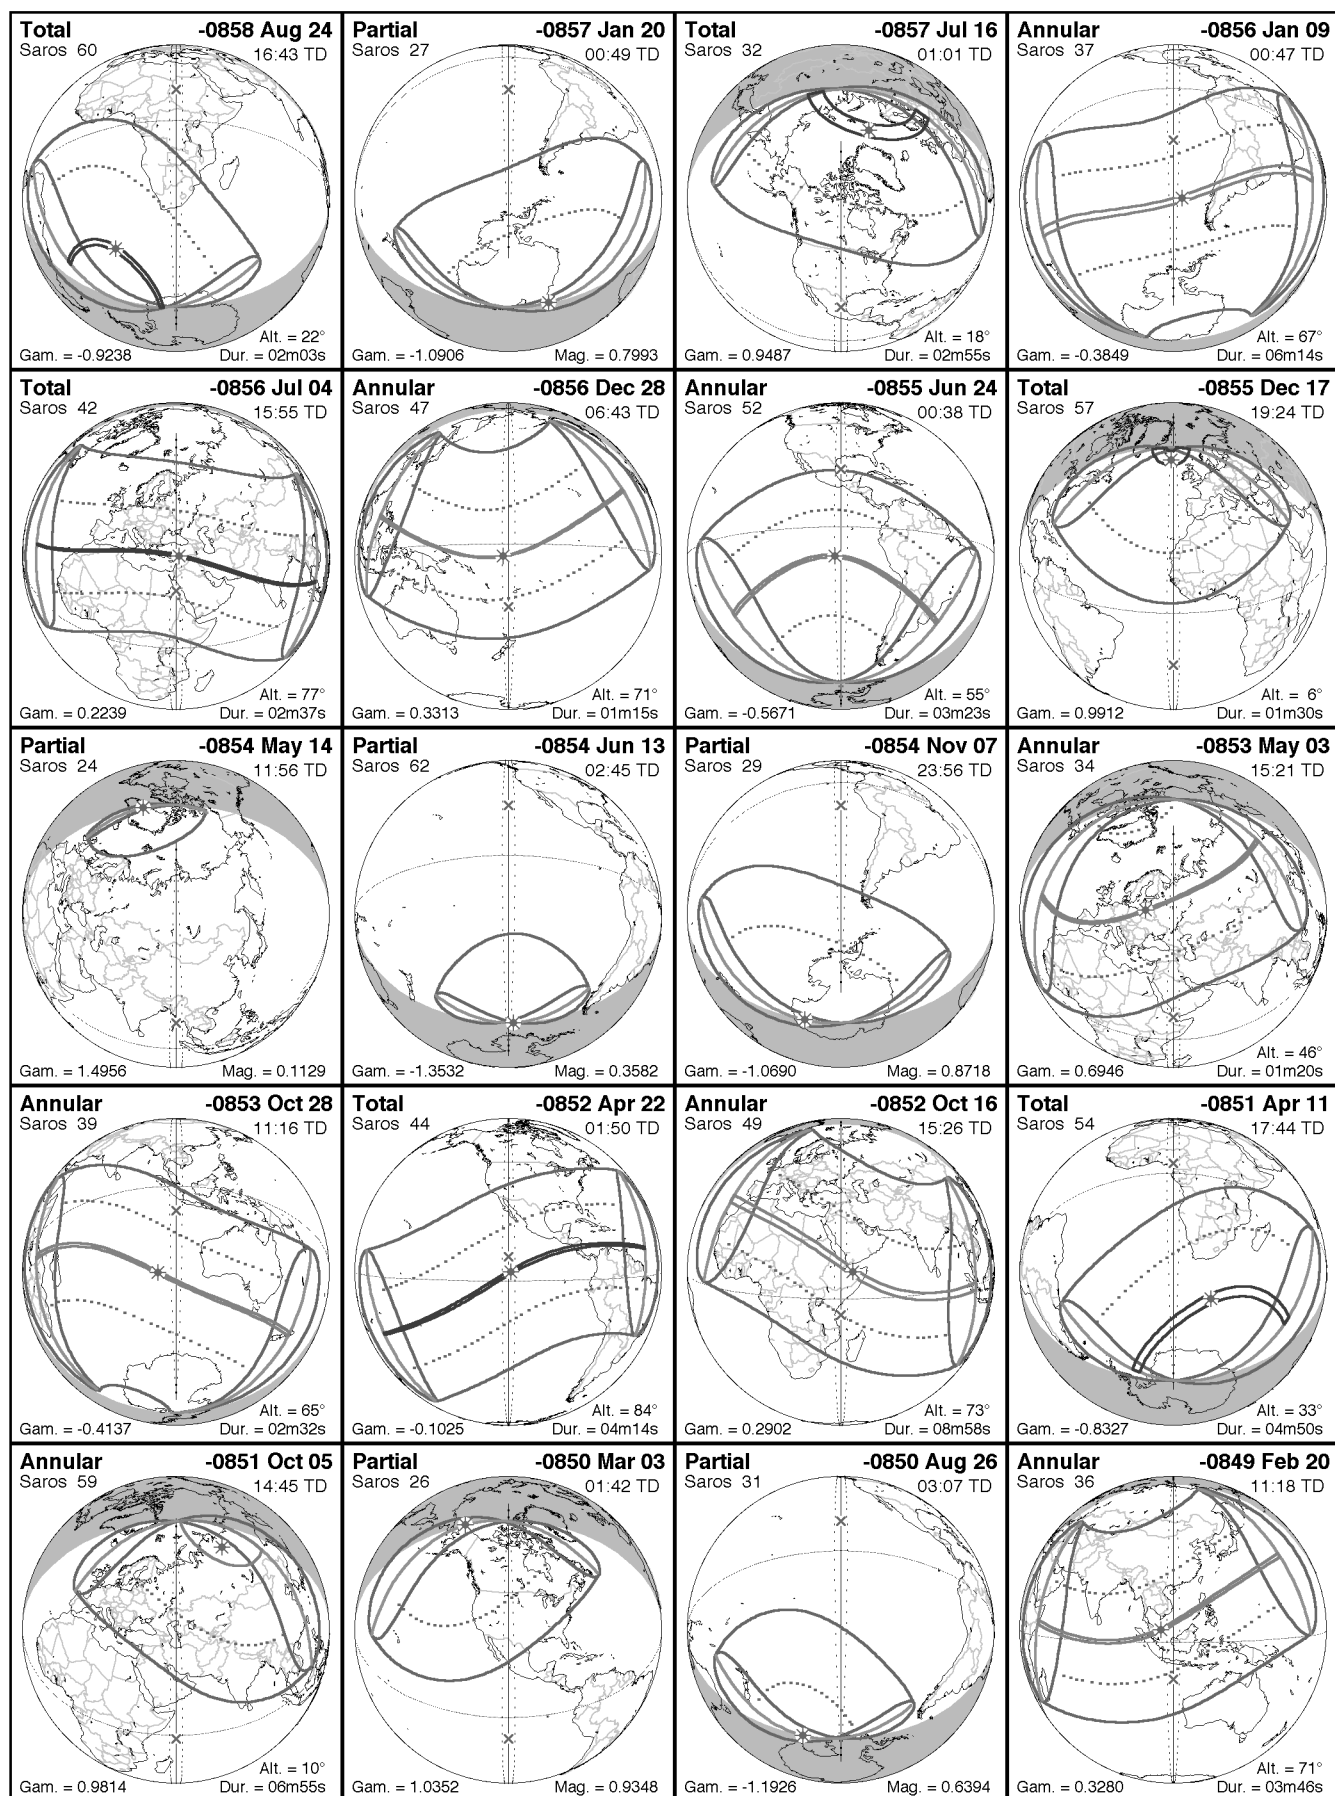 Total -0858 Aug 24
Saros 60 16:43 TD
Alt. = 22°
Gam. = -0.9238 Dur. = 02m03s
Partial -0857 Jan 20
Saros 27 00:49 TD
Gam. = -1.0906 Mag. = 0.7993
Total -0857 Jul 16
Saros 32 01:01 TD
Alt. = 18°
Gam. = 0.9487 Dur. = 02m55s
Annular -0856 Jan 09
Saros 37 00:47 TD
Alt. = 67°
Gam. = -0.3849 Dur. = 06m14s
Total -0856 Jul 04
Saros 42 15:55 TD
Alt. = 77°
Gam. = 0.2239 Dur. = 02m37s
Annular -0856 Dec 28
Saros 47 06:43 TD
Alt. = 71°
Gam. = 0.3313 Dur. = 01m15s
Annular -0855 Jun 24
Saros 52 00:38 TD
Alt. = 55°
Gam. = -0.5671 Dur. = 03m23s
Total -0855 Dec 17
Saros 57 19:24 TD
Alt. = 6°
Gam. = 0.9912 Dur. = 01m30s
Partial -0854 May 14
Saros 24 11:56 TD
Gam. = 1.4956 Mag. = 0.1129
Partial -0854 Jun 13
Saros 62 02:45 TD
Gam. = -1.3532 Mag. = 0.3582
Partial -0854 Nov 07
Saros 29 23:56 TD
Gam. = -1.0690 Mag. = 0.8718
Annular -0853 May 03
Saros 34 15:21 TD
Alt. = 46°
Gam. = 0.6946 Dur. = 01m20s
Annular -0853 Oct 28
Saros 39 11:16 TD
Alt. = 65°
Gam. = -0.4137 Dur. = 02m32s
Total -0852 Apr 22
Saros 44 01:50 TD
Alt. = 84°
Gam. = -0.1025 Dur. = 04m14s
Annular -0852 Oct 16
Saros 49 15:26 TD
Alt. = 73°
Gam. = 0.2902 Dur. = 08m58s
Total -0851 Apr 11
Saros 54 17:44 TD
Alt. = 33°
Gam. = -0.8327 Dur. = 04m50s
Annular -0851 Oct 05
Saros 59 14:45 TD
Alt. = 10°
Gam. = 0.9814 Dur. = 06m55s
Partial -0850 Mar 03
Saros 26 01:42 TD
Gam. = 1.0352 Mag. = 0.9348
Partial -0850 Aug 26
Saros 31 03:07 TD
Gam. = -1.1926 Mag. = 0.6394
Annular -0849 Feb 20
Saros 36 11:18 TD
Alt. = 71°
Gam. = 0.3280 Dur. = 03m46s